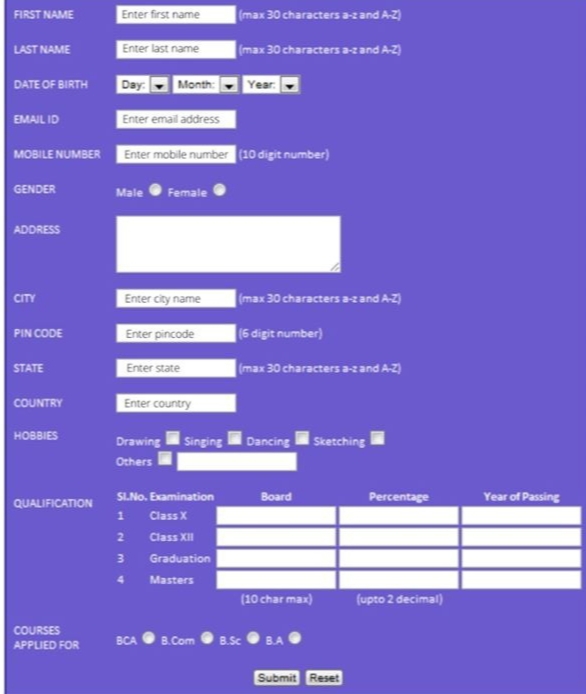 FIRST NAME Enter first name (max 30 characters a-z and A-Z)
LAST NAME Enter last name (max 30 characters a-z and A-Z)
DATE OF BIRTH Day: Month: Year:
EMAIL ID Enter email address
MOBILE NUMBER Enter mobile number (10 digit number)
GENDER Male Female
ADDRESS
CITY Enter city name (max 30 characters a-z and A-Z)
PIN CODE Enter pincode (6 digit number)
STATE Enter state (max 30 characters a-z and A-Z)
COUNTRY Enter country
HOBBIES Drawing Singing Dancing Sketching
Others
QUALIFICATION Sl.No. Examination Board Percentage Year of Passing
1 Class X
2 Class XII
3 Graduation
4 Masters
(10 char max) (upto 2 decimal)
COURSES
APPLIED FOR BCA B.Com B.Sc B.A
Submit Reset